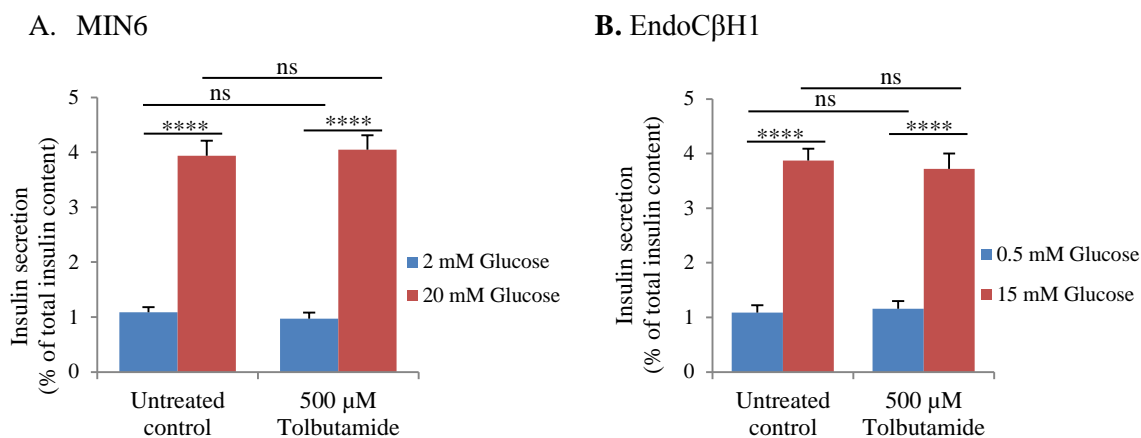 A. MIN6
ns
ns
****
****
5
4
3
2
1
0
Insulin secretion
(% of total insulin content)
2 mM Glucose
20 mM Glucose
Untreated
control
500 µM
Tolbutamide
B. EndoCβH1
ns
ns
****
****
5
4
3
2
1
0
Insulin secretion
(% of total insulin content)
0.5 mM Glucose
15 mM Glucose
Untreated
control
500 µM
Tolbutamide